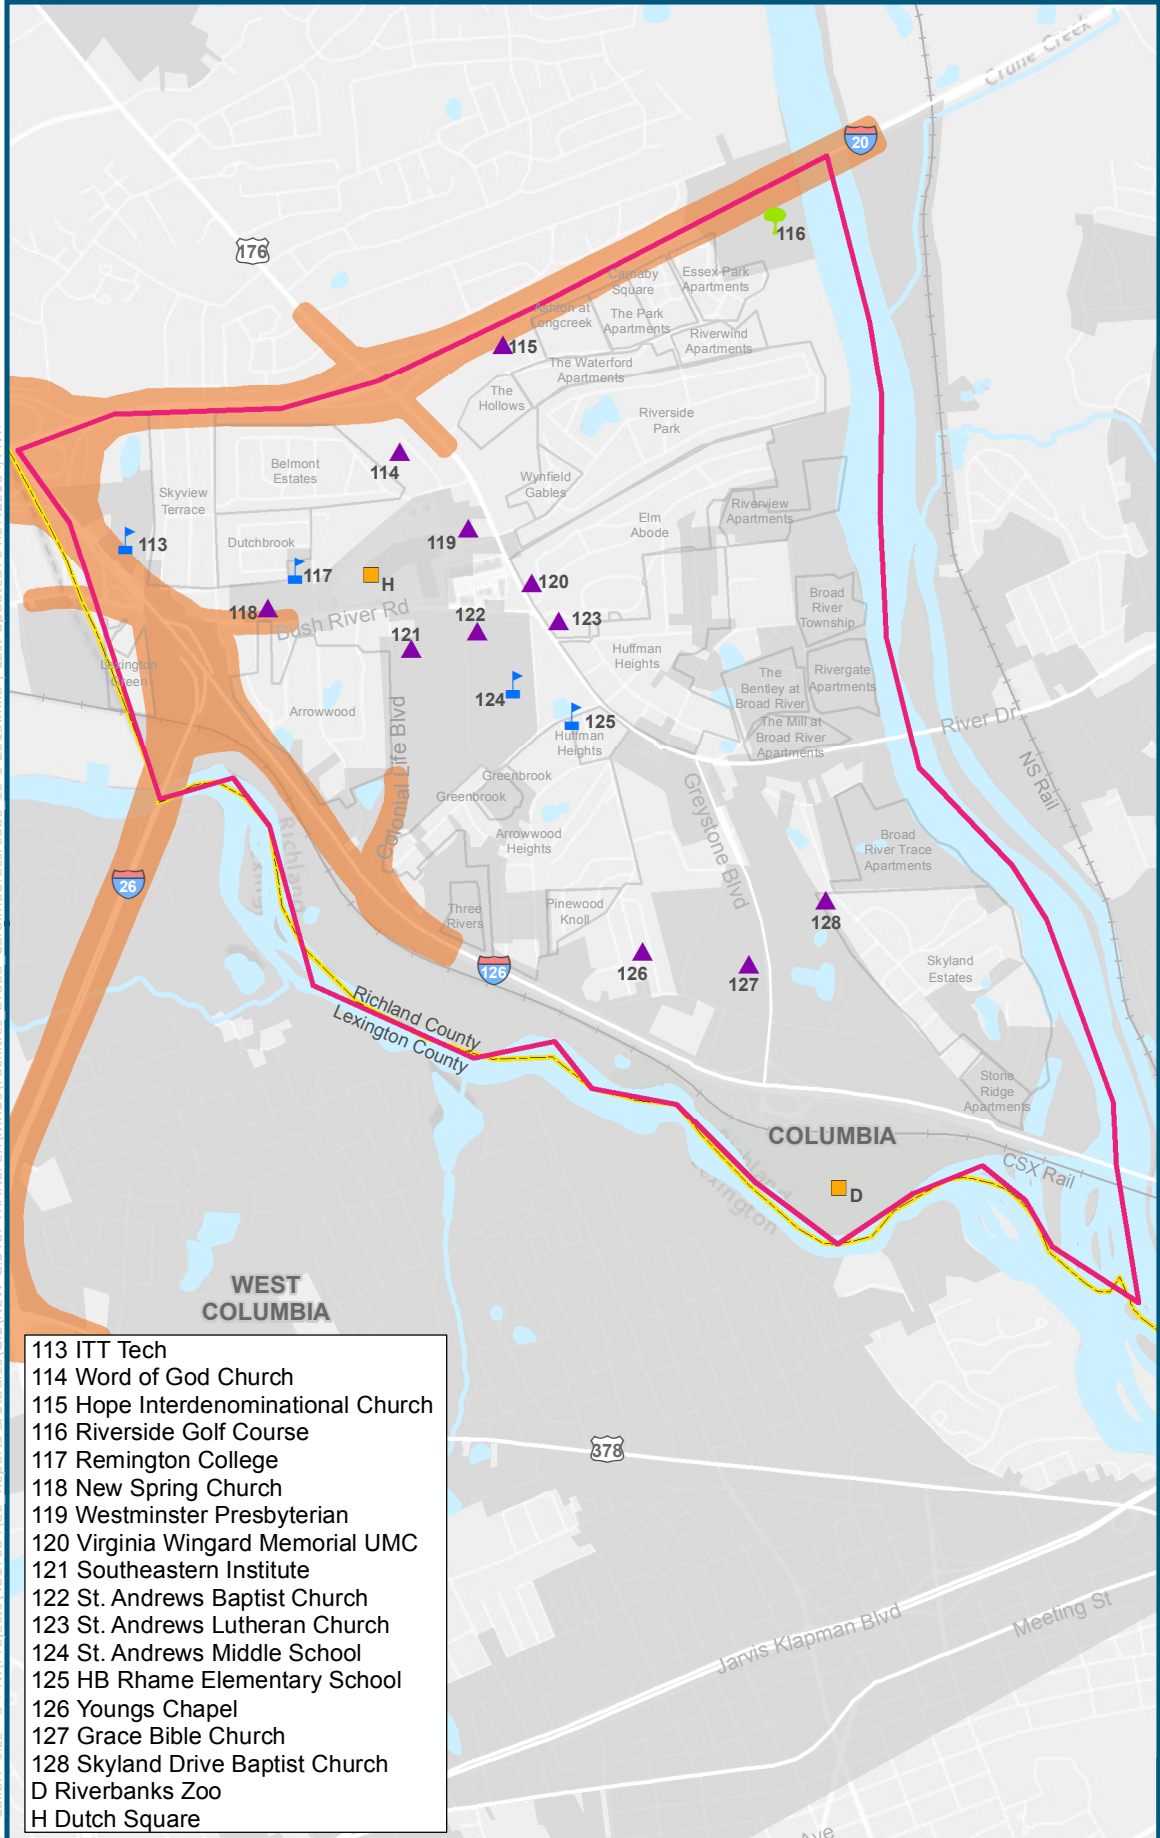 Crane Creek
20
176
116
Carnaby
Square
Essex Park
Apartments
Ashton at
Longcreek
The Park
Apartments
Riverwind
Apartments
115
The Waterford
Apartments
The
Hollows
Riverside
Park
114
Belmont
Estates
Wynfield
Gables
Skyview
Terrace
Riverview
Apartments
Elm
Abode
113
Dutchbrook
119
117
H
120
118
Bush River Rd
122
123
Broad
River
Township
121
Huffman
Heights
Lexington
Green
124
The
Bentley at
Broad River
Rivergate
Apartments
Arrowwood
125
Huffman
Heights
The Mill at
Broad River
Apartments
River Dr
NS Rail
Colonial Life Blvd
Greenbrook
Greenbrook
Greystone Blvd
Arrowwood
Heights
Broad
River Trace
Apartments
Richland
26
Three
Rivers
Pinewood
Knoll
128
126
126
127
Skyland
Estates
Richland County
Lexington County
Stone
Ridge
Apartments
COLUMBIA
CSX Rail
Lexington
D
WEST
COLUMBIA
113 ITT Tech
114 Word of God Church
115 Hope Interdenominational Church
116 Riverside Golf Course
117 Remington College
118 New Spring Church
119 Westminster Presbyterian
120 Virginia Wingard Memorial UMC
121 Southeastern Institute
122 St. Andrews Baptist Church
123 St. Andrews Lutheran Church
124 St. Andrews Middle School
125 HB Rhame Elementary School
126 Youngs Chapel
127 Grace Bible Church
128 Skyland Drive Baptist Church
D Riverbanks Zoo
H Dutch Square
378
Jarvis Klapman Blvd
Meeting St
Ave